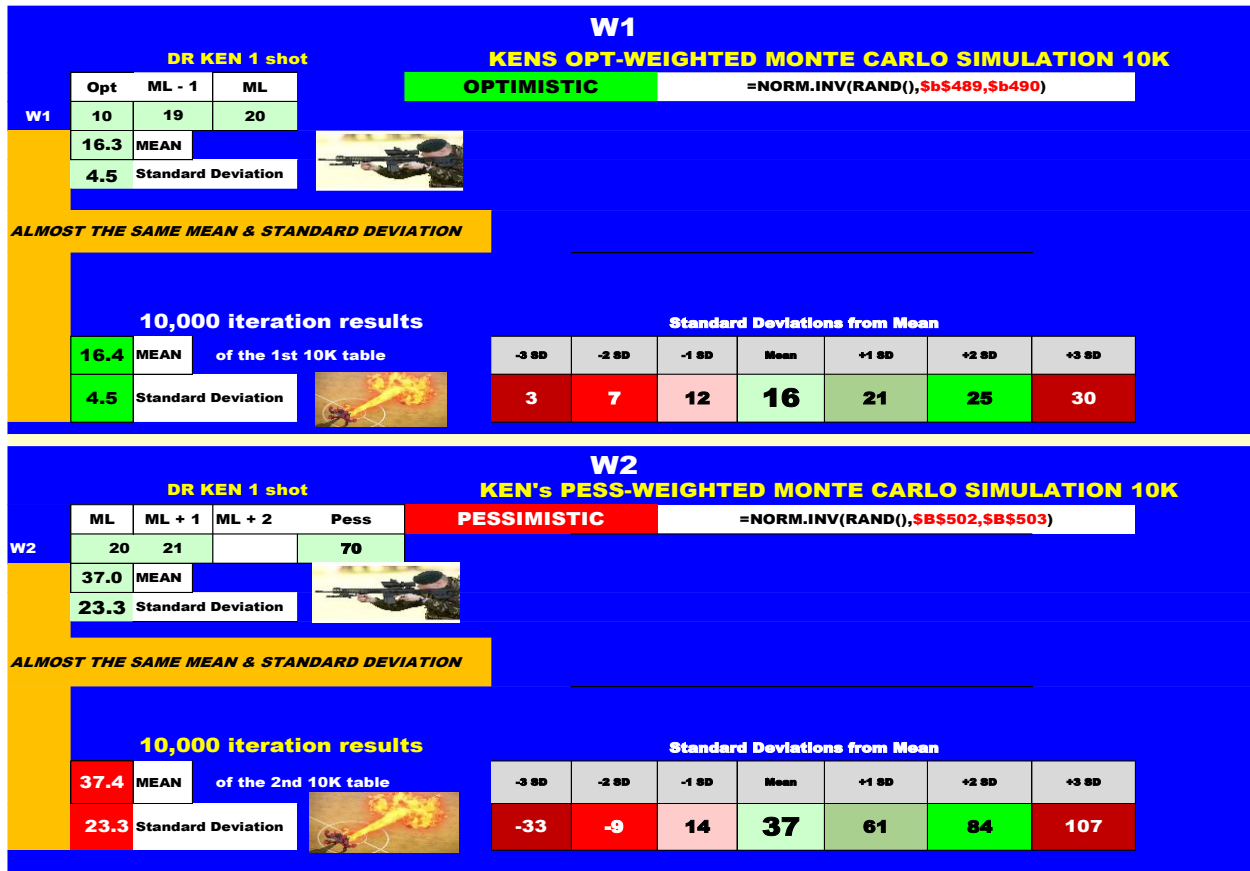 W1
DR KEN 1 shot KENS OPT-WEIGHTED MONTE CARLO SIMULATION 10K
Opt ML - 1 ML OPTIMISTIC =NORM.INV(RAND(),$b$489,$b490)
W1 10 19 20
16.3 MEAN
4.5 Standard Deviation
ALMOST THE SAME MEAN & STANDARD DEVIATION
10,000 iteration results Standard Deviations from Mean
16.4 MEAN of the 1st 10K table -3 SD -2 SD -1 SD Mean +1 SD +2 SD +3 SD
4.5 Standard Deviation 3 7 12 16 21 25 30
W2
DR KEN 1 shot KEN's PESS-WEIGHTED MONTE CARLO SIMULATION 10K
ML ML + 1 ML + 2 Pess PESSIMISTIC =NORM.INV(RAND(),$B$502,$B$503)
W2 20 21 70
37.0 MEAN
23.3 Standard Deviation
ALMOST THE SAME MEAN & STANDARD DEVIATION
10,000 iteration results Standard Deviations from Mean
37.4 MEAN of the 2nd 10K table -3 SD -2 SD -1 SD Mean +1 SD +2 SD +3 SD
23.3 Standard Deviation -33 -9 14 37 61 84 107